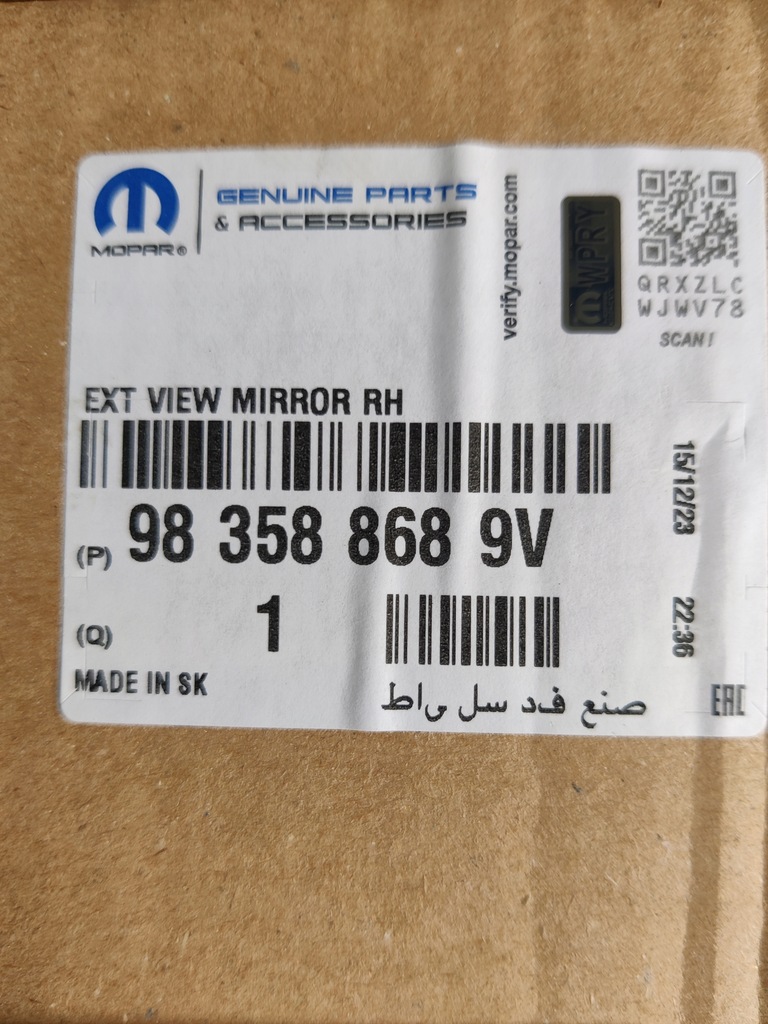 MOPAR®
GENUINE PARTS
& ACCESSORIES
verify.mopar.com
WPRY
QRXZLC
WJWV78
SCAN!
EXT VIEW MIRROR RH
(P) 98 358 868 9V
15/12/23
(Q) 1
22:36
MADE IN SK
صنع فد سل ىاط
EAC